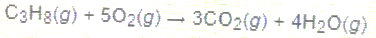 C3H8(g) + 5O2(g) → 3CO2(g) + 4H2O(g)